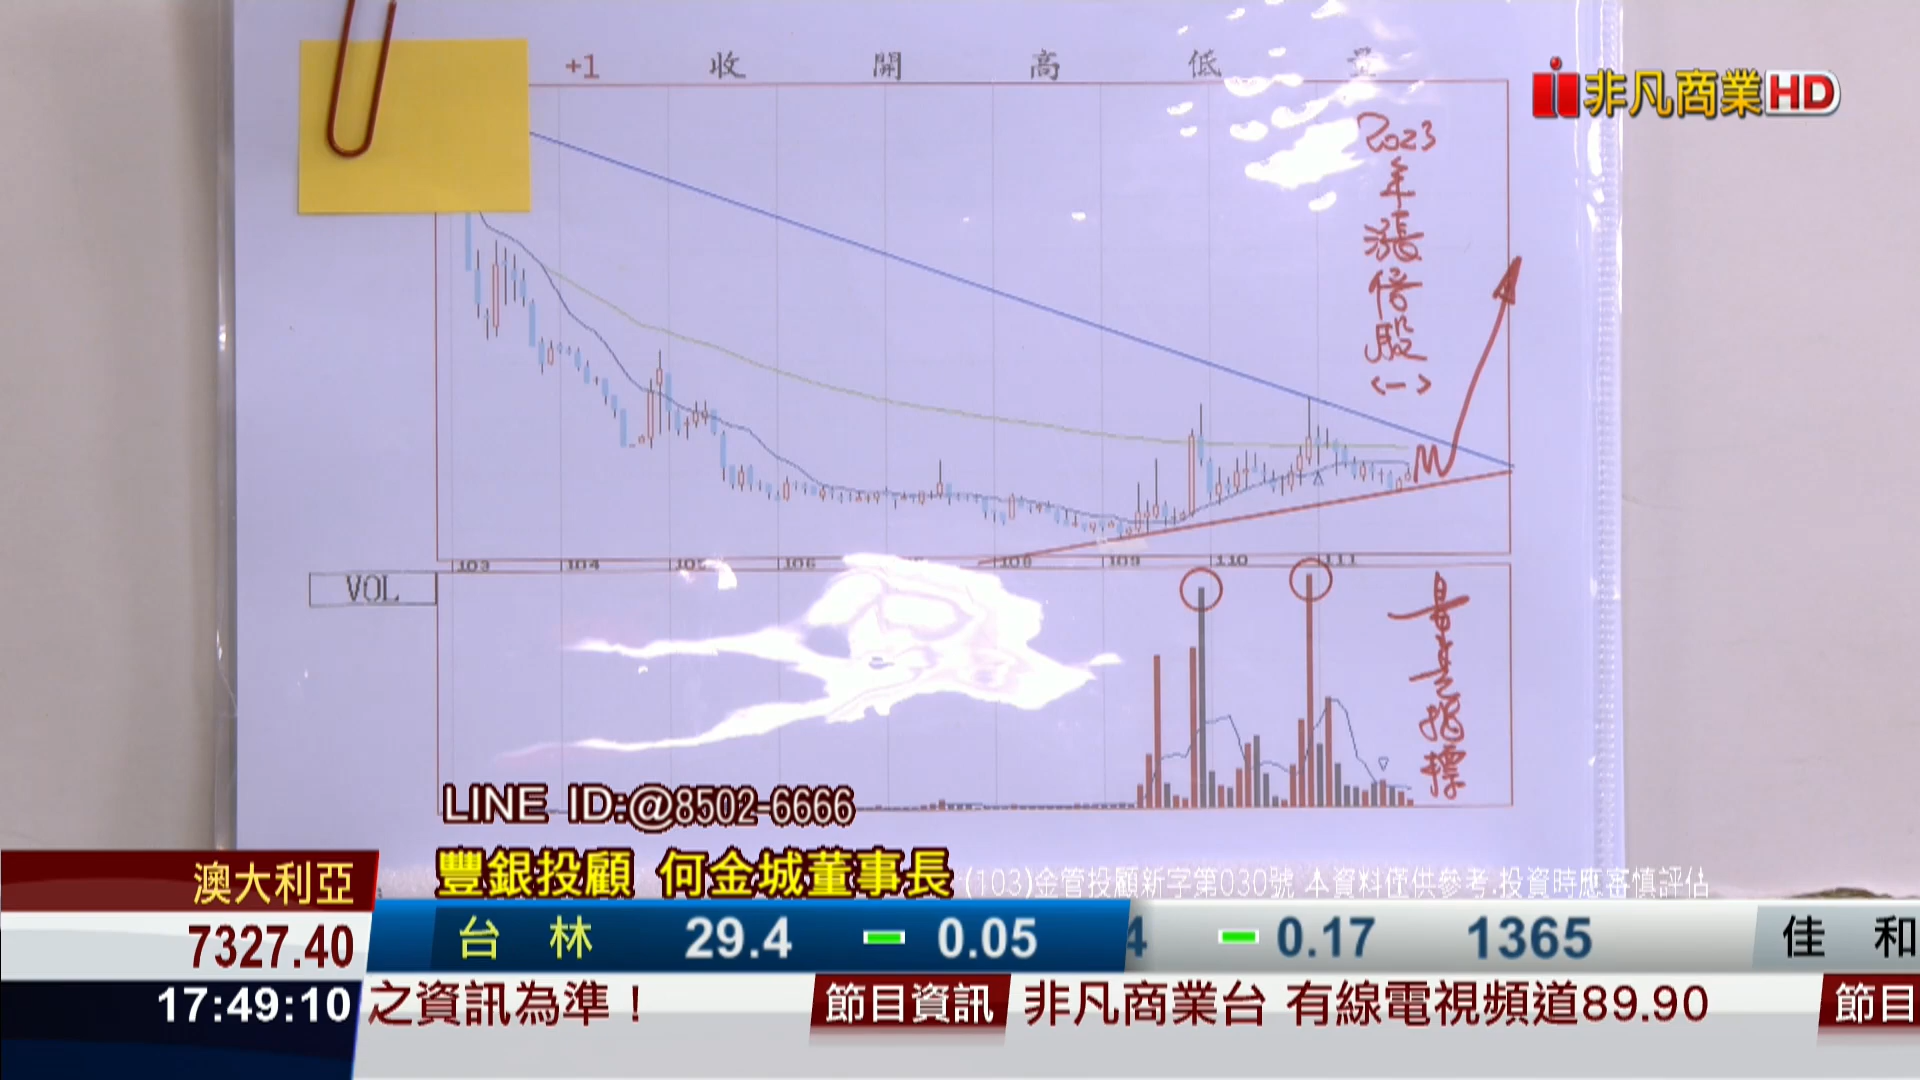 +1 收 開 高 低 量
非凡商業HD
2023
年
漲
倍
股
<一>
103 104 105 106 108 109 110 111
VOL
指
標
LINE ID:@8502-6666
豐銀投顧 何金城董事長
(103)金管投顧新字第030號 本資料僅供參考.投資時應審慎評估
澳大利亞
7327.40
台 林 29.4 0.05 4 0.17 1365 佳 和
17:49:10
之資訊為準！ 節目資訊 非凡商業台 有線電視頻道89.90 節目